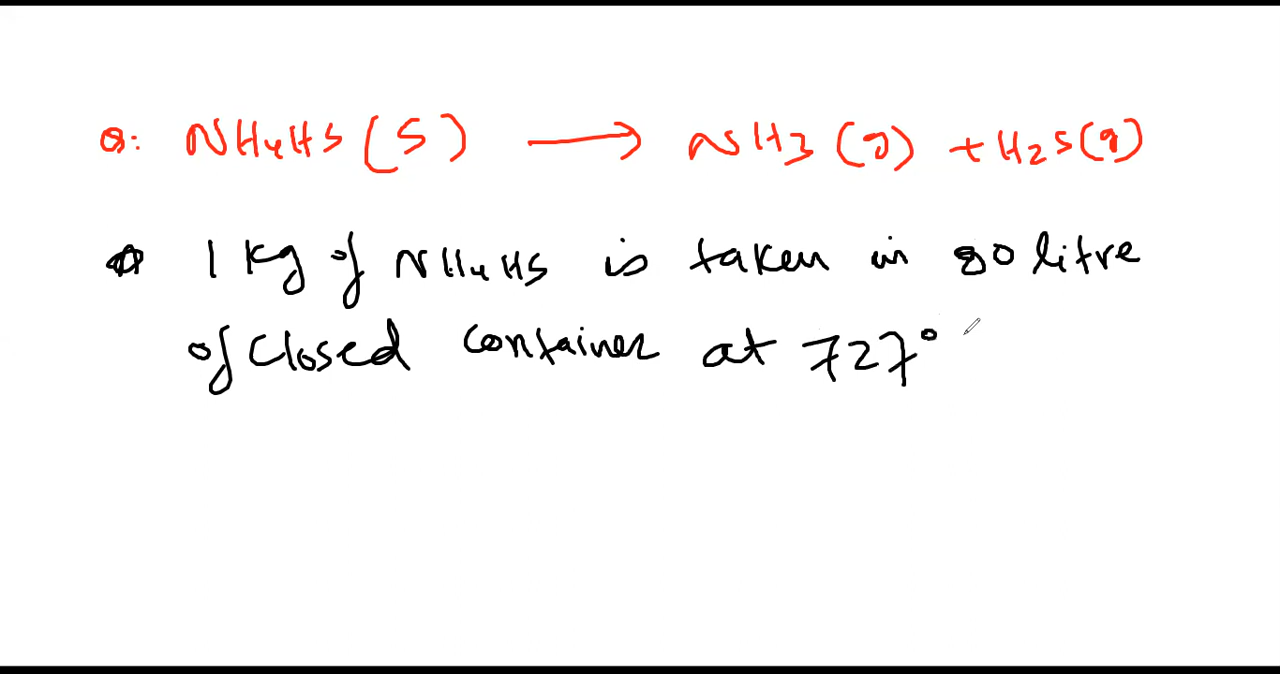 Q: NH4HS(S) → NH3(g) + H2S(g)
1 kg of NH4HS is taken in 80 litre
of closed container at 727°